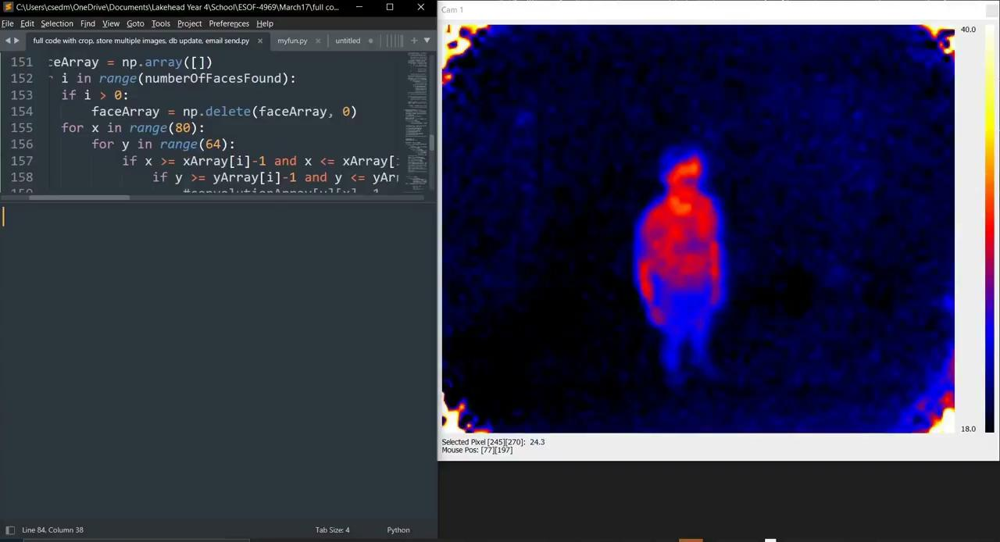 C:\Users\csedm\OneDrive\Documents\Lakehead Year 4\School\ESOF-4969\March17\full co...
File Edit Selection Find View Goto Tools Project Preferences Help
full code with crop, store multiple images, db update, email send.py × myfun.py × untitled
151 ceArray = np.array([])
152 i in range(numberOfFacesFound):
153 if i > 0:
154 faceArray = np.delete(faceArray, 0)
155 for x in range(80):
156 for y in range(64):
157 if x >= xArray[i]-1 and x <= xArray[i
158 if y >= yArray[i]-1 and y <= yArr
Line 84, Column 38 Tab Size: 4 Python
Cam 1
40.0
18.0
Selected Pixel [245][270]: 24.3
Mouse Pos: [77][197]